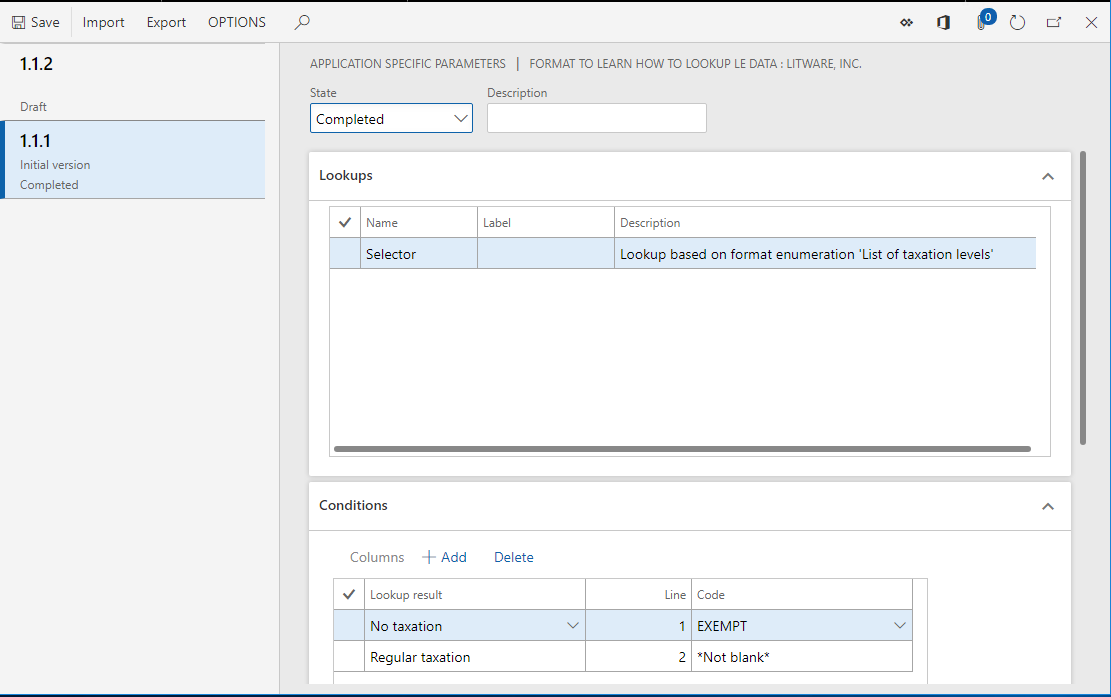 Save Import Export OPTIONS 0
1.1.2
Draft
1.1.1
Initial version
Completed
APPLICATION SPECIFIC PARAMETERS | FORMAT TO LEARN HOW TO LOOKUP LE DATA : LITWARE, INC.
State Description
Completed
Lookups
Name Label Description
Selector Lookup based on format enumeration 'List of taxation levels'
Conditions
Columns + Add Delete
Lookup result Line Code
No taxation 1 EXEMPT
Regular taxation 2 *Not blank*